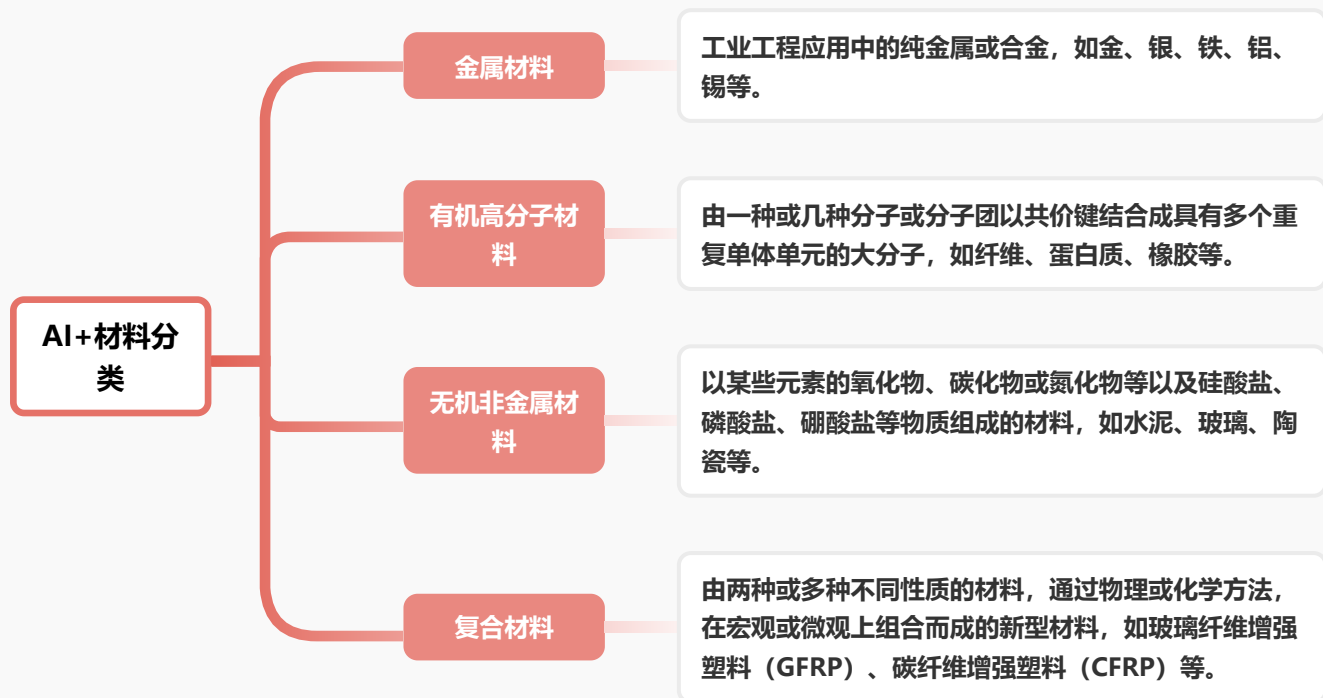 金属材料
工业工程应用中的纯金属或合金，如金、银、铁、铝、
锡等。
有机高分子材
料
由一种或几种分子或分子团以共价键结合成具有多个重
复单体单元的大分子，如纤维、蛋白质、橡胶等。
AI+材料分
类
无机非金属材
料
以某些元素的氧化物、碳化物或氮化物等以及硅酸盐、
磷酸盐、硼酸盐等物质组成的材料，如水泥、玻璃、陶
瓷等。
复合材料
由两种或多种不同性质的材料，通过物理或化学方法，
在宏观或微观上组合而成的新型材料，如玻璃纤维增强
塑料（GFRP）、碳纤维增强塑料（CFRP）等。